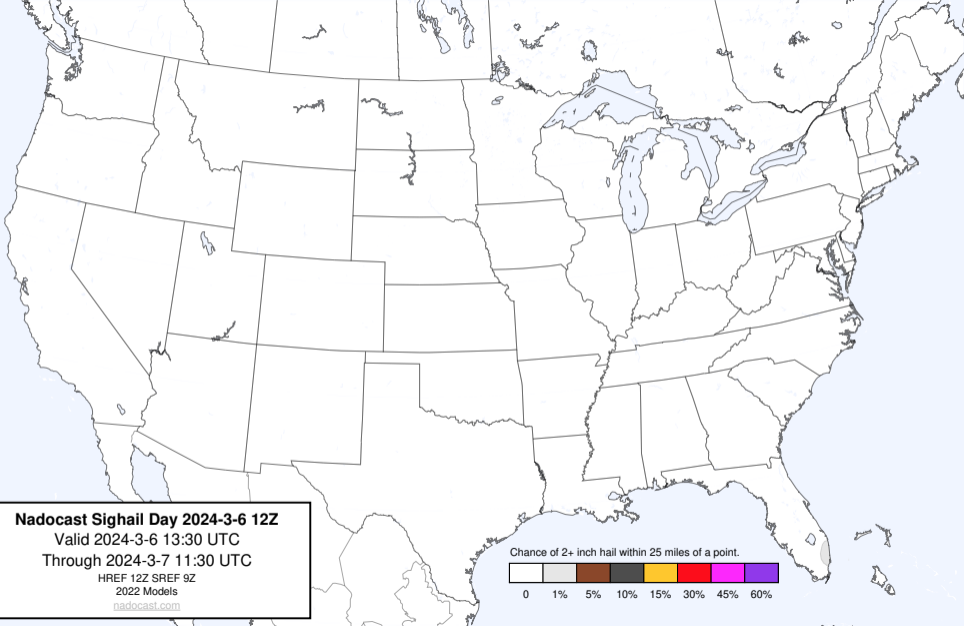 Nadocast Sighail Day 2024-3-6 12Z
Valid 2024-3-6 13:30 UTC
Through 2024-3-7 11:30 UTC
HREF 12Z SREF 9Z
2022 Models
nadocast.com
Chance of 2+ inch hail within 25 miles of a point.
0 1% 5% 10% 15% 30% 45% 60%